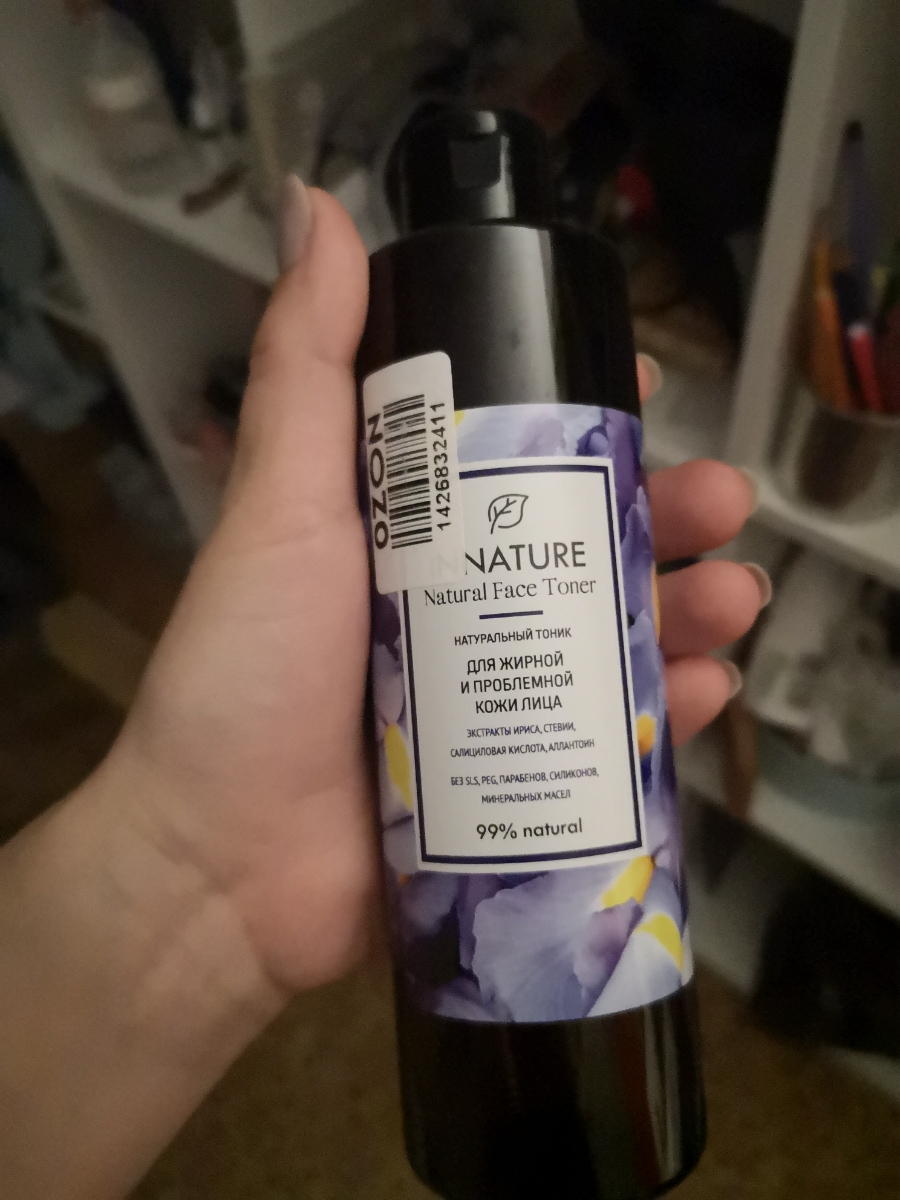 OZON
1426832411
INNATURE
Natural Face Toner
НАТУРАЛЬНЫЙ ТОНИК
ДЛЯ ЖИРНОЙ
И ПРОБЛЕМНОЙ
КОЖИ ЛИЦА
ЭКСТРАКТЫ ИРИСА, СТЕВИИ,
САЛИЦИЛОВАЯ КИСЛОТА, АЛЛАНТОИН
БЕЗ SLS, PEG, ПАРАБЕНОВ, СИЛИКОНОВ,
МИНЕРАЛЬНЫХ МАСЕЛ
99% natural